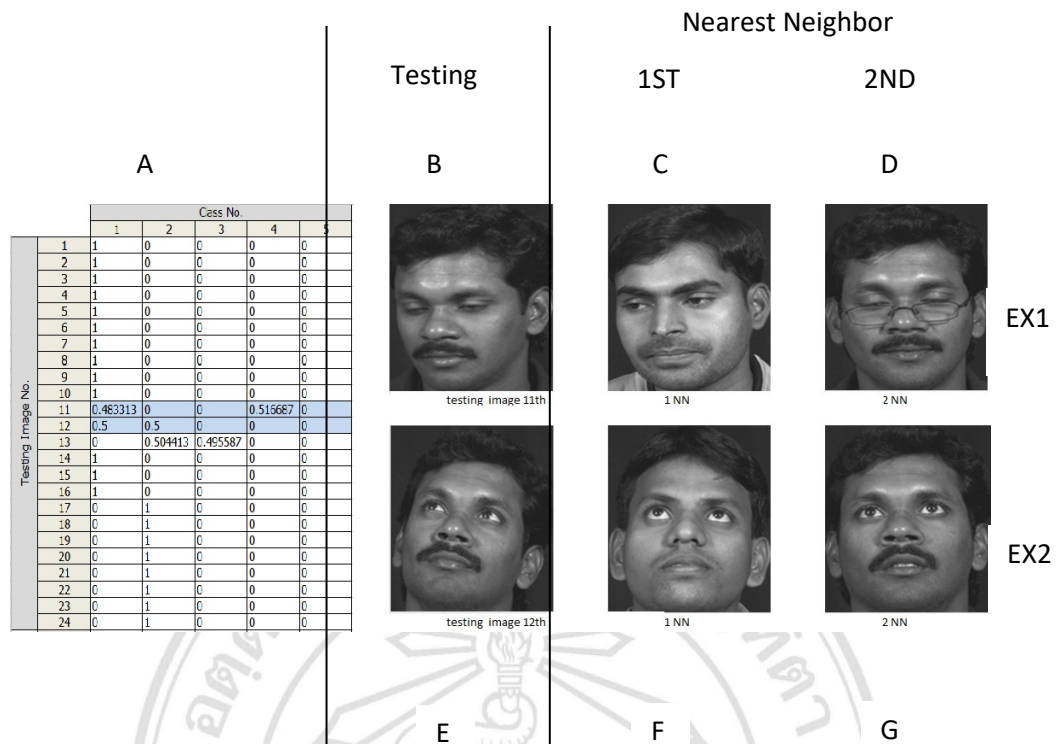 Nearest Neighbor
Testing 1ST 2ND
A B C D
Cass No.
1 2 3 4 5
Testing Image No.
1 1 0 0 0 0
2 1 0 0 0 0
3 1 0 0 0 0
4 1 0 0 0 0
5 1 0 0 0 0
6 1 0 0 0 0
7 1 0 0 0 0
8 1 0 0 0 0
9 1 0 0 0 0
10 1 0 0 0 0
11 0.483313 0 0 0.516687 0
12 0.5 0.5 0 0 0
13 0 0.504413 0.495587 0 0
14 1 0 0 0 0
15 1 0 0 0 0
16 1 0 0 0 0
17 0 1 0 0 0
18 0 1 0 0 0
19 0 1 0 0 0
20 0 1 0 0 0
21 0 1 0 0 0
22 0 1 0 0 0
23 0 1 0 0 0
24 0 1 0 0 0
EX1
testing image 11th 1 NN 2 NN
EX2
testing image 12th 1 NN 2 NN
E F G